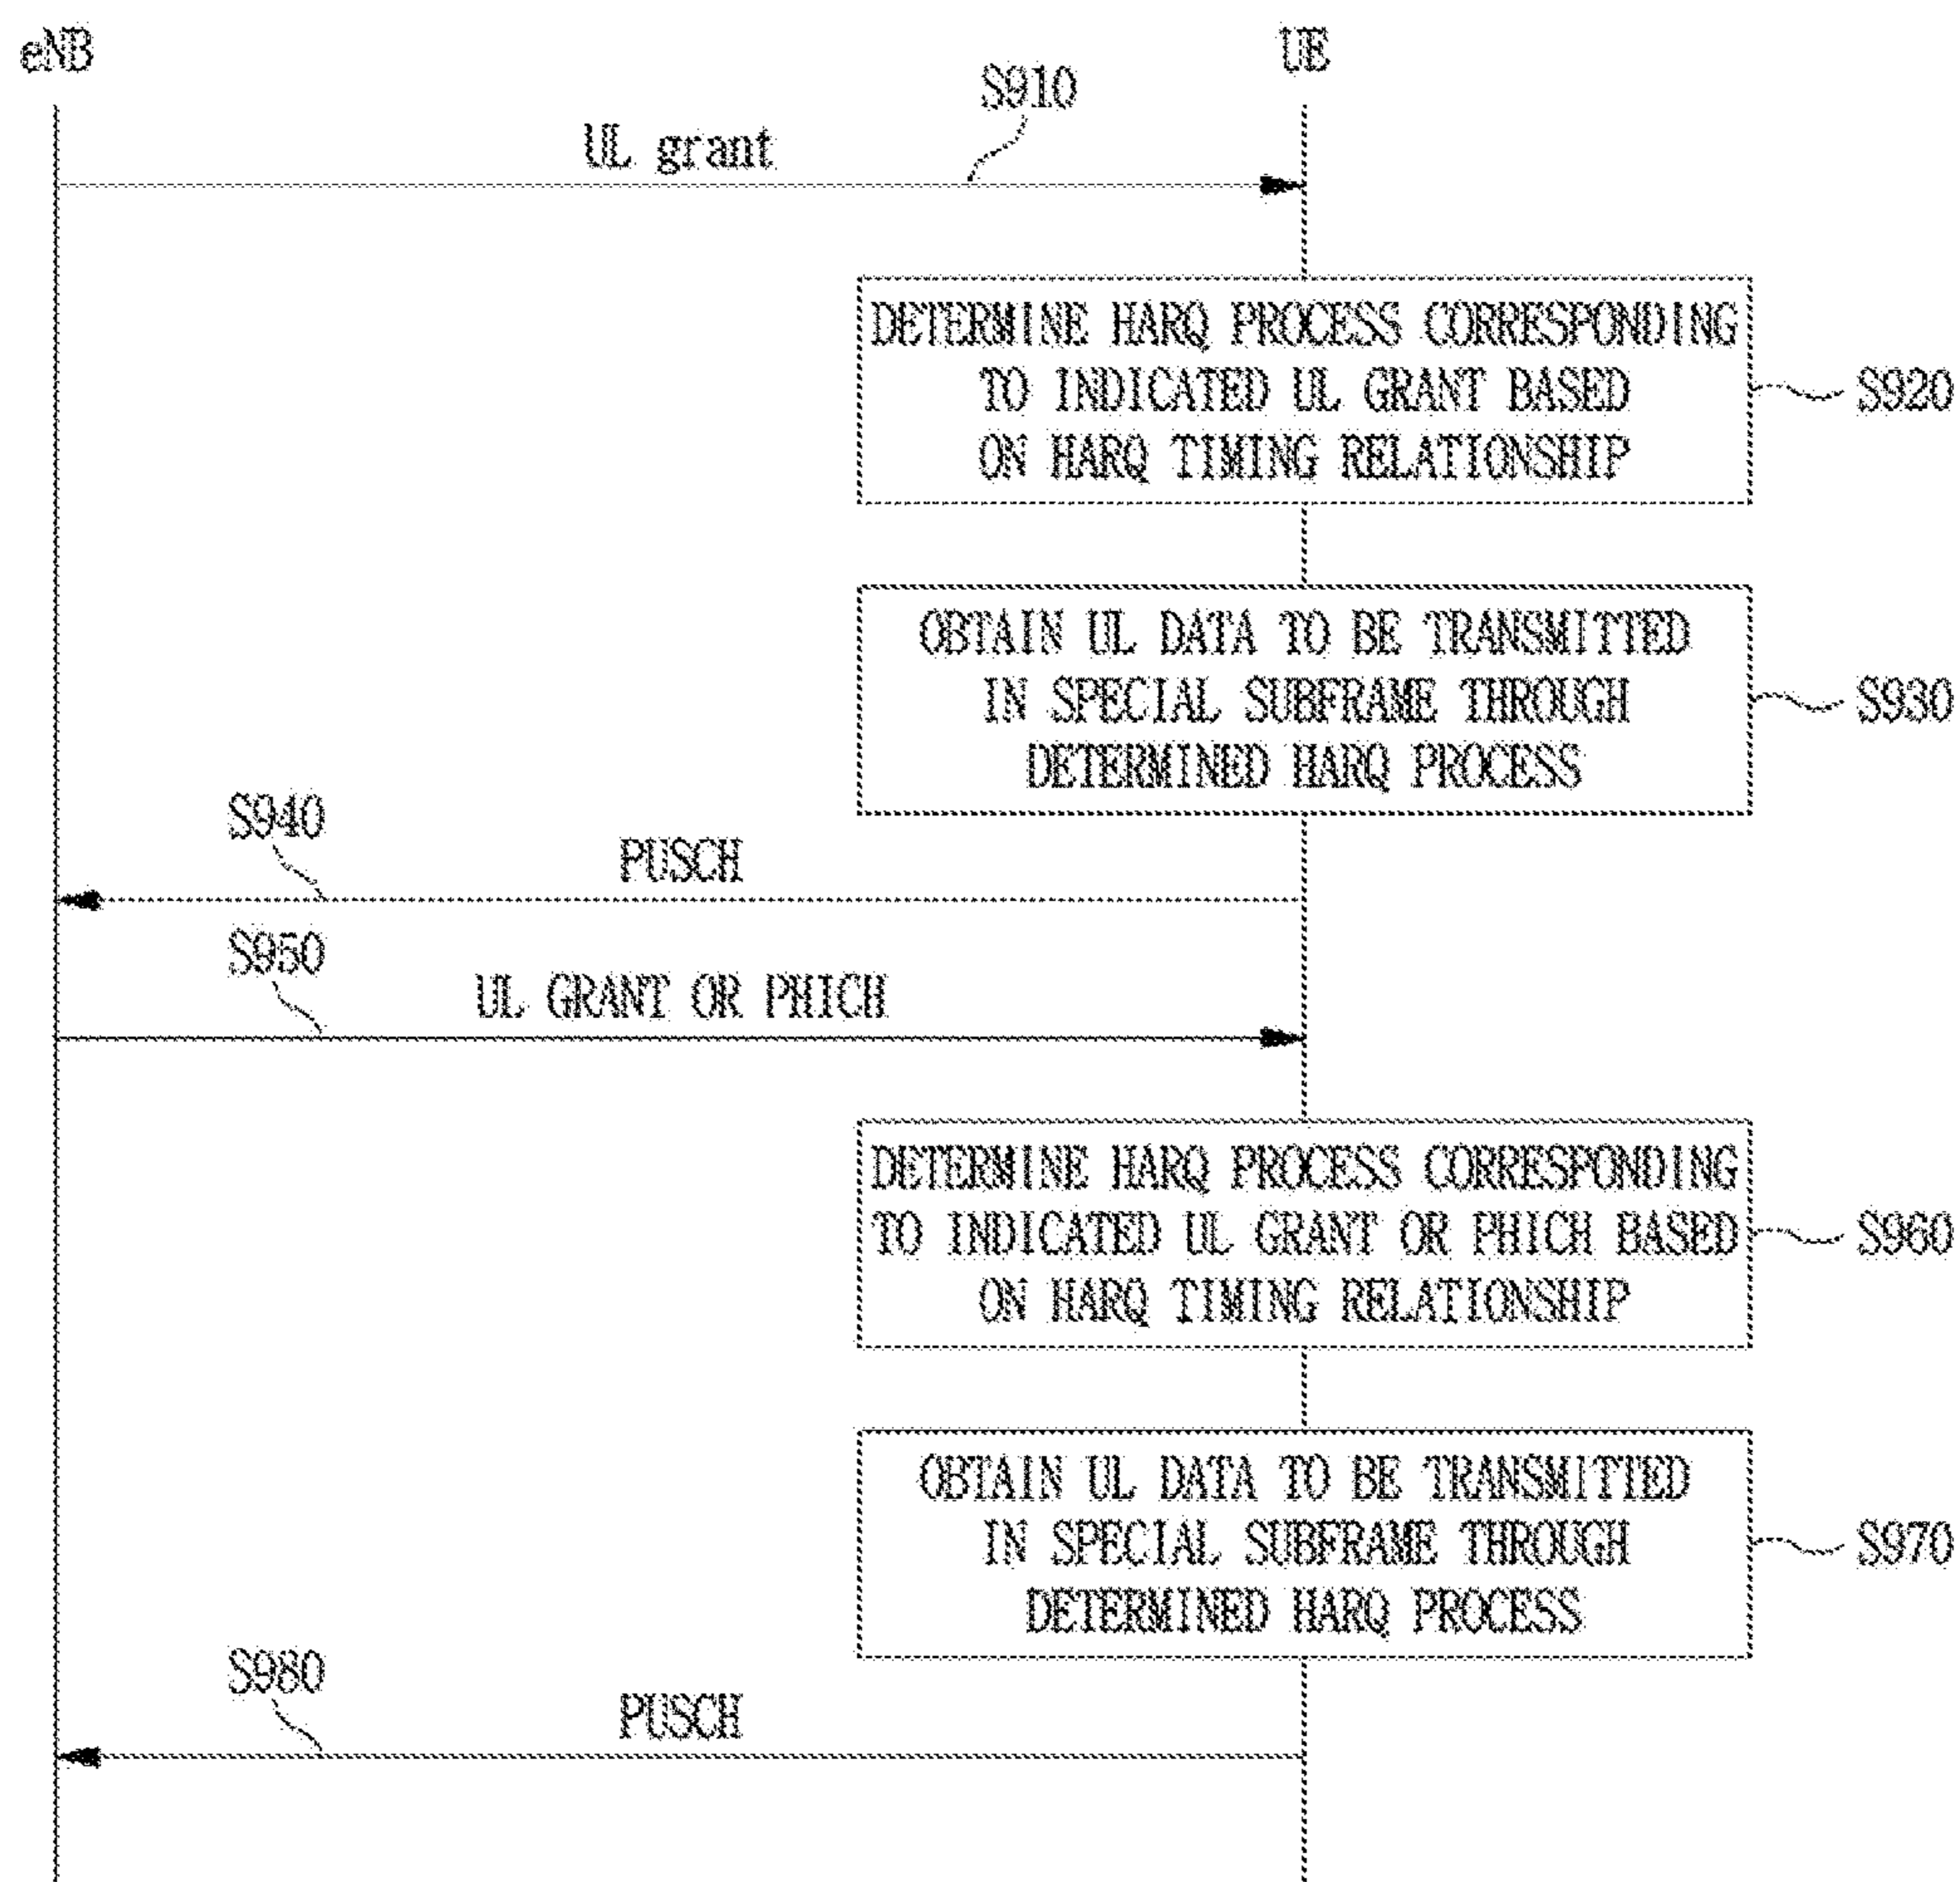 eNB
UE
S910
UL grant
DETERMINE HARQ PROCESS CORRESPONDING
TO INDICATED UL GRANT BASED
ON HARQ TIMING RELATIONSHIP
S920
OBTAIN UL DATA TO BE TRANSMITTED
IN SPECIAL SUBFRAME THROUGH
DETERMINED HARQ PROCESS
S930
S940
PUSCH
S950
UL GRANT OR PHICH
DETERMINE HARQ PROCESS CORRESPONDING
TO INDICATED UL GRANT OR PHICH BASED
ON HARQ TIMING RELATIONSHIP
S960
OBTAIN UL DATA TO BE TRANSMITTED
IN SPECIAL SUBFRAME THROUGH
DETERMINED HARQ PROCESS
S970
S980
PUSCH